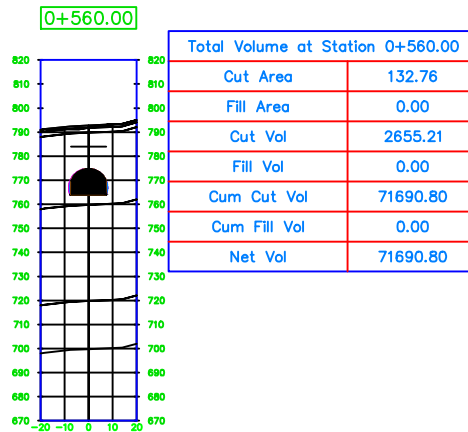 0+560.00
Total Volume at Station 0+560.00
Cut Area 132.76
Fill Area 0.00
Cut Vol 2655.21
Fill Vol 0.00
Cum Cut Vol 71690.80
Cum Fill Vol 0.00
Net Vol 71690.80
820 820
810 810
800 800
790 790
780 780
770 770
760 760
750 750
740 740
730 730
720 720
710 710
700 700
690 690
680 680
670 670
-20 -10 0 10 20